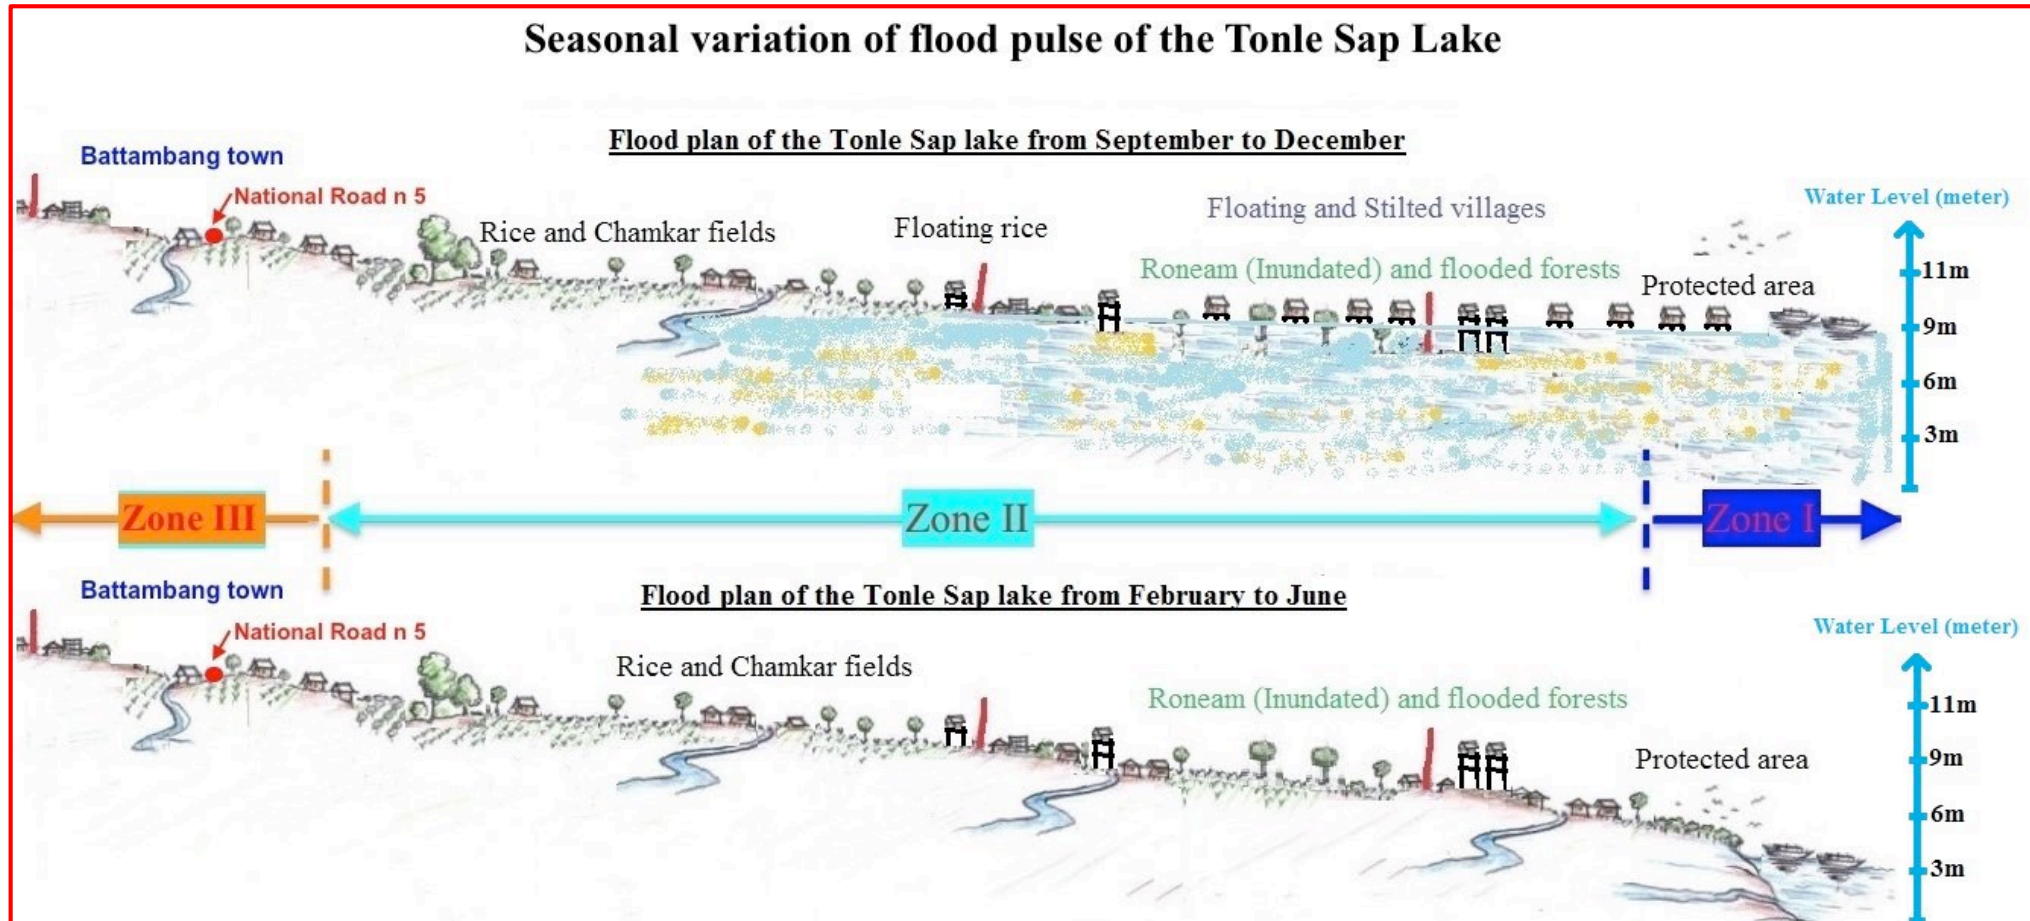 Seasonal variation of flood pulse of the Tonle Sap Lake
Flood plan of the Tonle Sap lake from September to December
Battambang town
National Road n 5
Rice and Chamkar fields
Floating rice
Floating and Stilted villages
Roneam (Inundated) and flooded forests
Protected area
Water Level (meter)
11m
9m
6m
3m
Zone III
Zone II
Zone I
Battambang town
Flood plan of the Tonle Sap lake from February to June
National Road n 5
Rice and Chamkar fields
Roneam (Inundated) and flooded forests
Protected area
Water Level (meter)
11m
9m
6m
3m